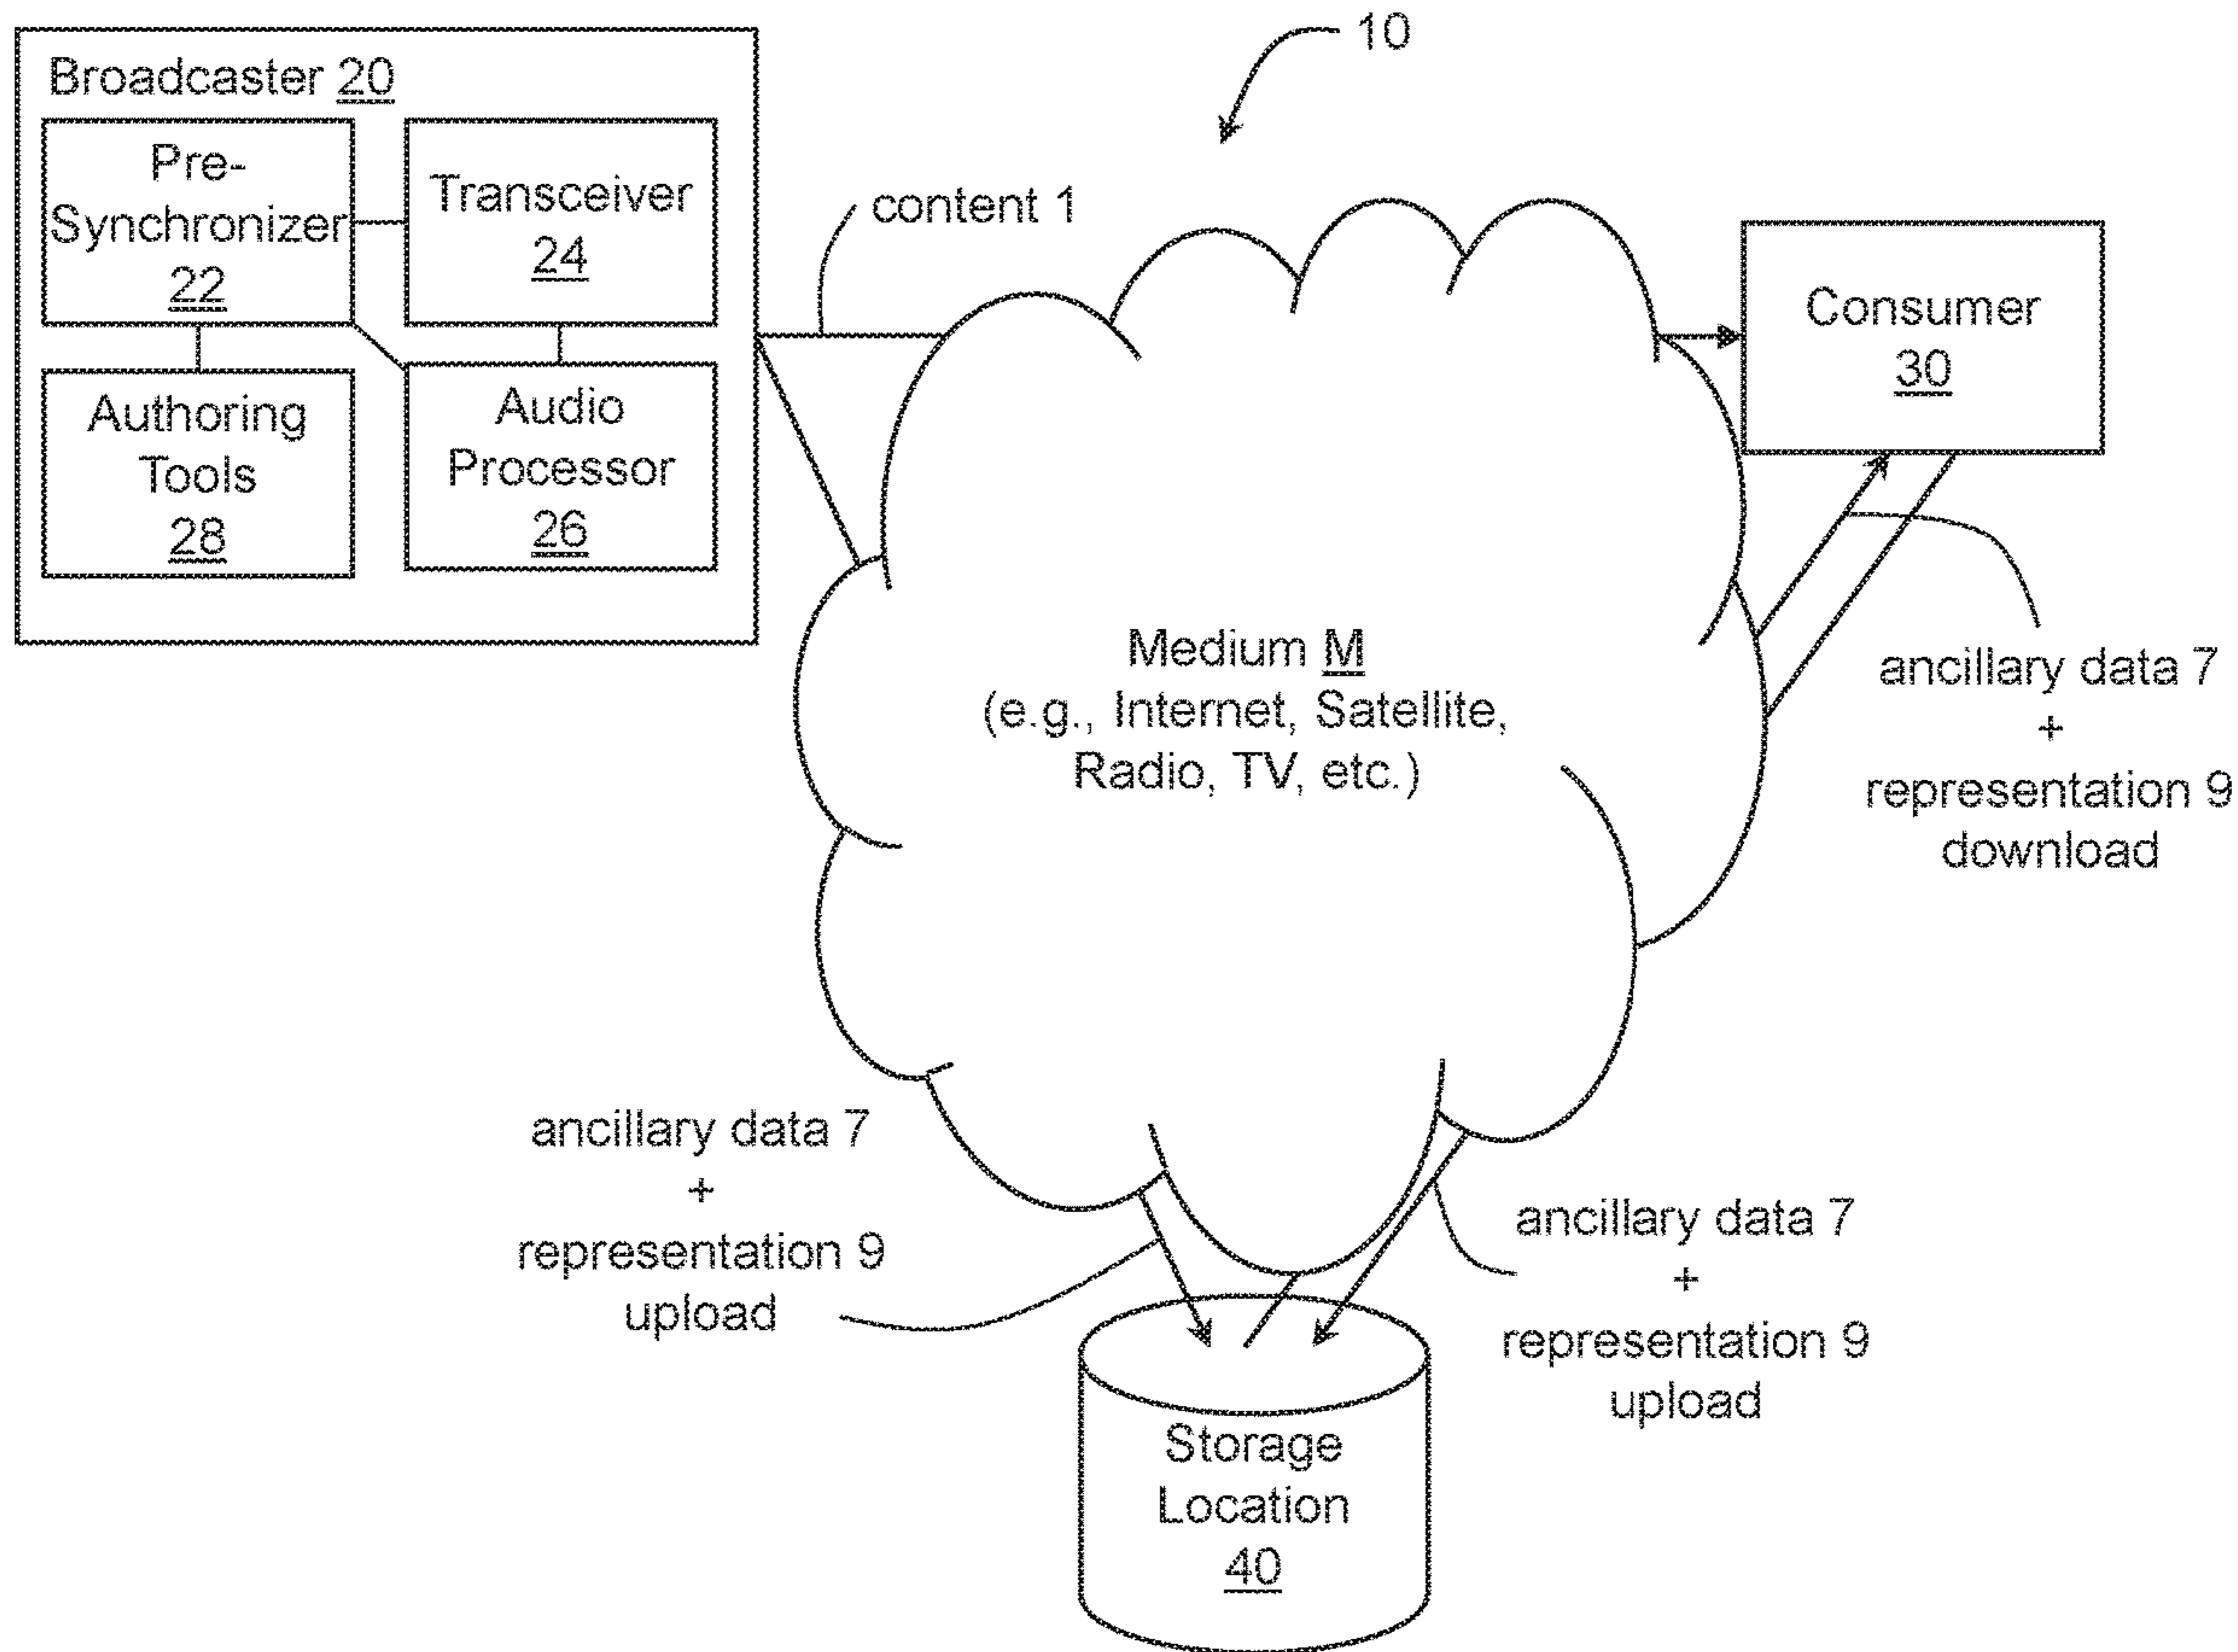 10
Broadcaster 20
Pre-
Synchronizer
22
Transceiver
24
Authoring
Tools
28
Audio
Processor
26
content 1
Consumer
30
Medium M
(e.g., Internet, Satellite,
Radio, TV, etc.)
ancillary data 7
+
representation 9
download
ancillary data 7
+
representation 9
upload
ancillary data 7
+
representation 9
upload
Storage
Location
40